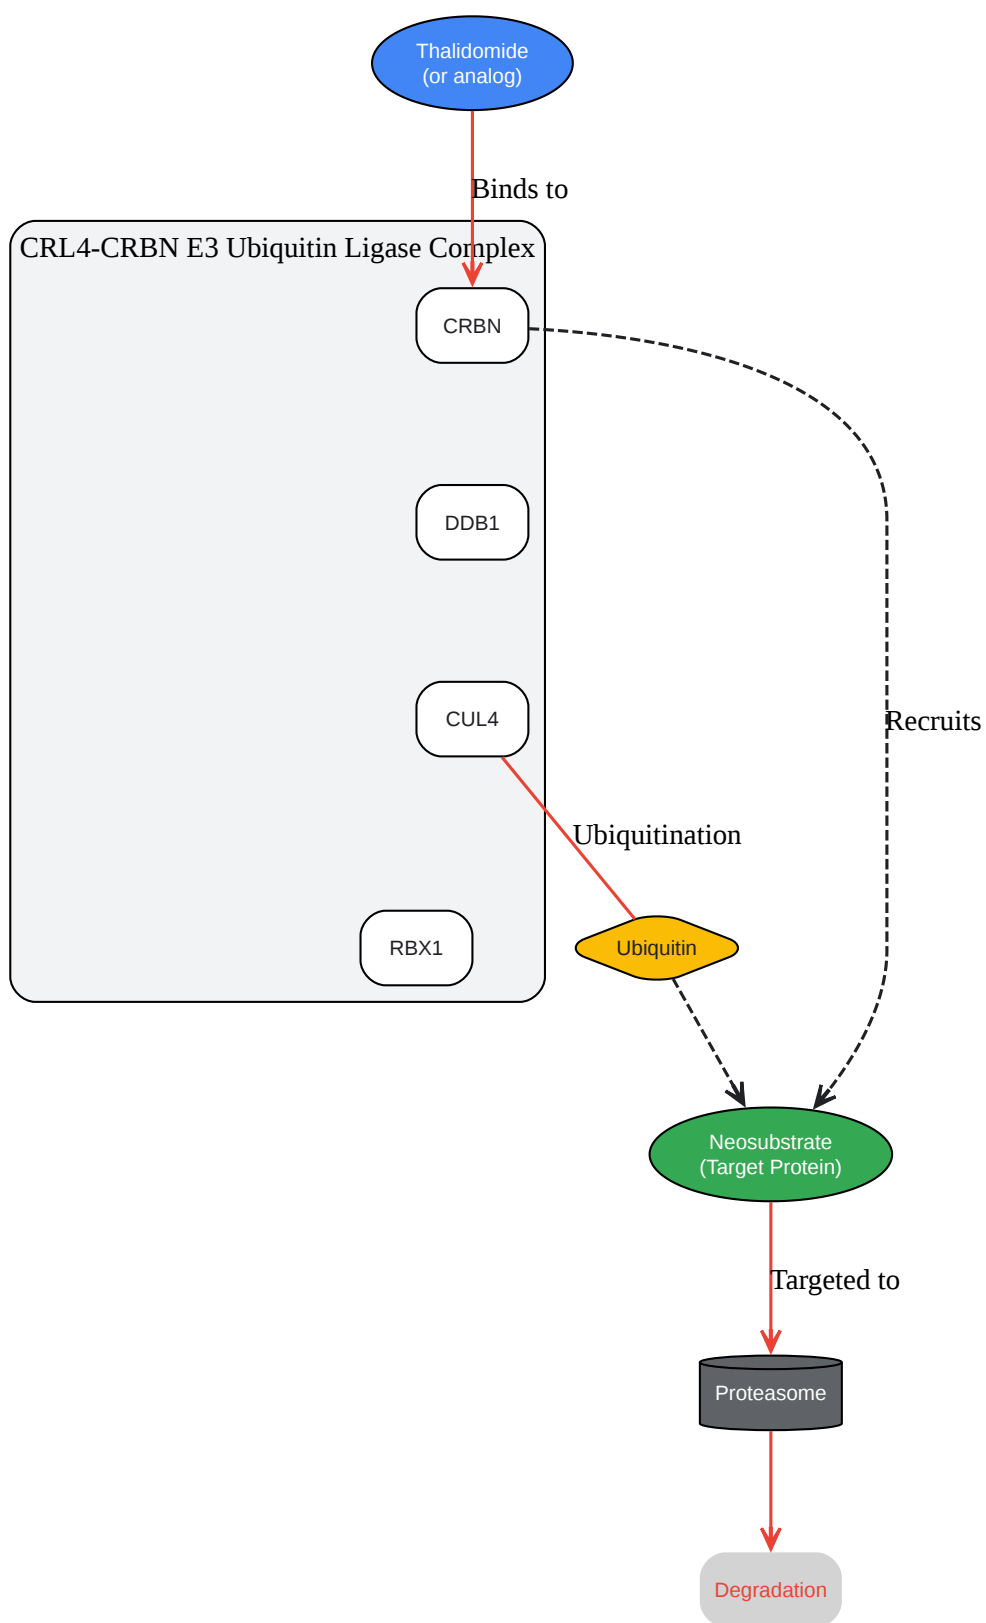 Thalidomide
(or analog)
Binds to
CRL4-CRBN E3 Ubiquitin Ligase Complex
CRBN
DDB1
CUL4
Recruits
Ubiquitination
RBX1
Ubiquitin
Neosubstrate
(Target Protein)
Targeted to
Proteasome
Degradation